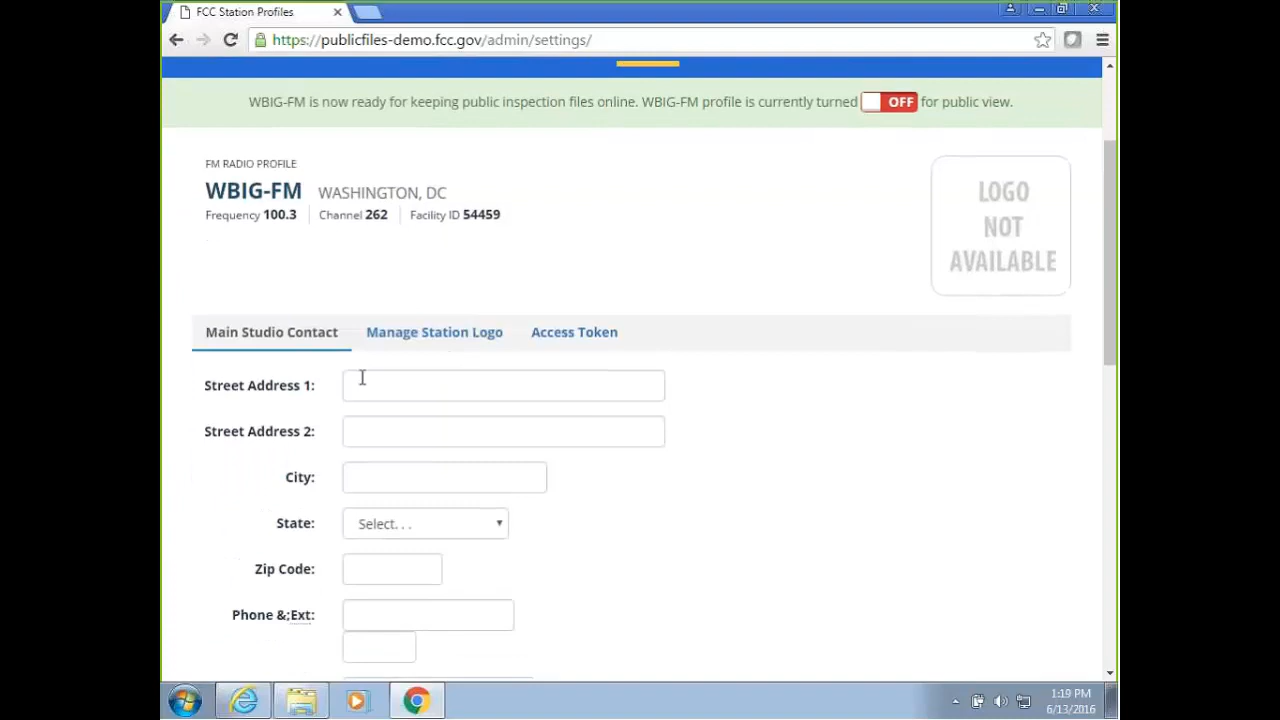 FCC Station Profiles
https://publicfiles-demo.fcc.gov/admin/settings/
WBIG-FM is now ready for keeping public inspection files online. WBIG-FM profile is currently turned OFF for public view.
FM RADIO PROFILE
WBIG-FM WASHINGTON, DC
Frequency 100.3 Channel 262 Facility ID 54459
LOGO
NOT
AVAILABLE
Main Studio Contact Manage Station Logo Access Token
Street Address 1:
Street Address 2:
City:
State: Select. . .
Zip Code:
Phone &;Ext:
1:19 PM
6/13/2016